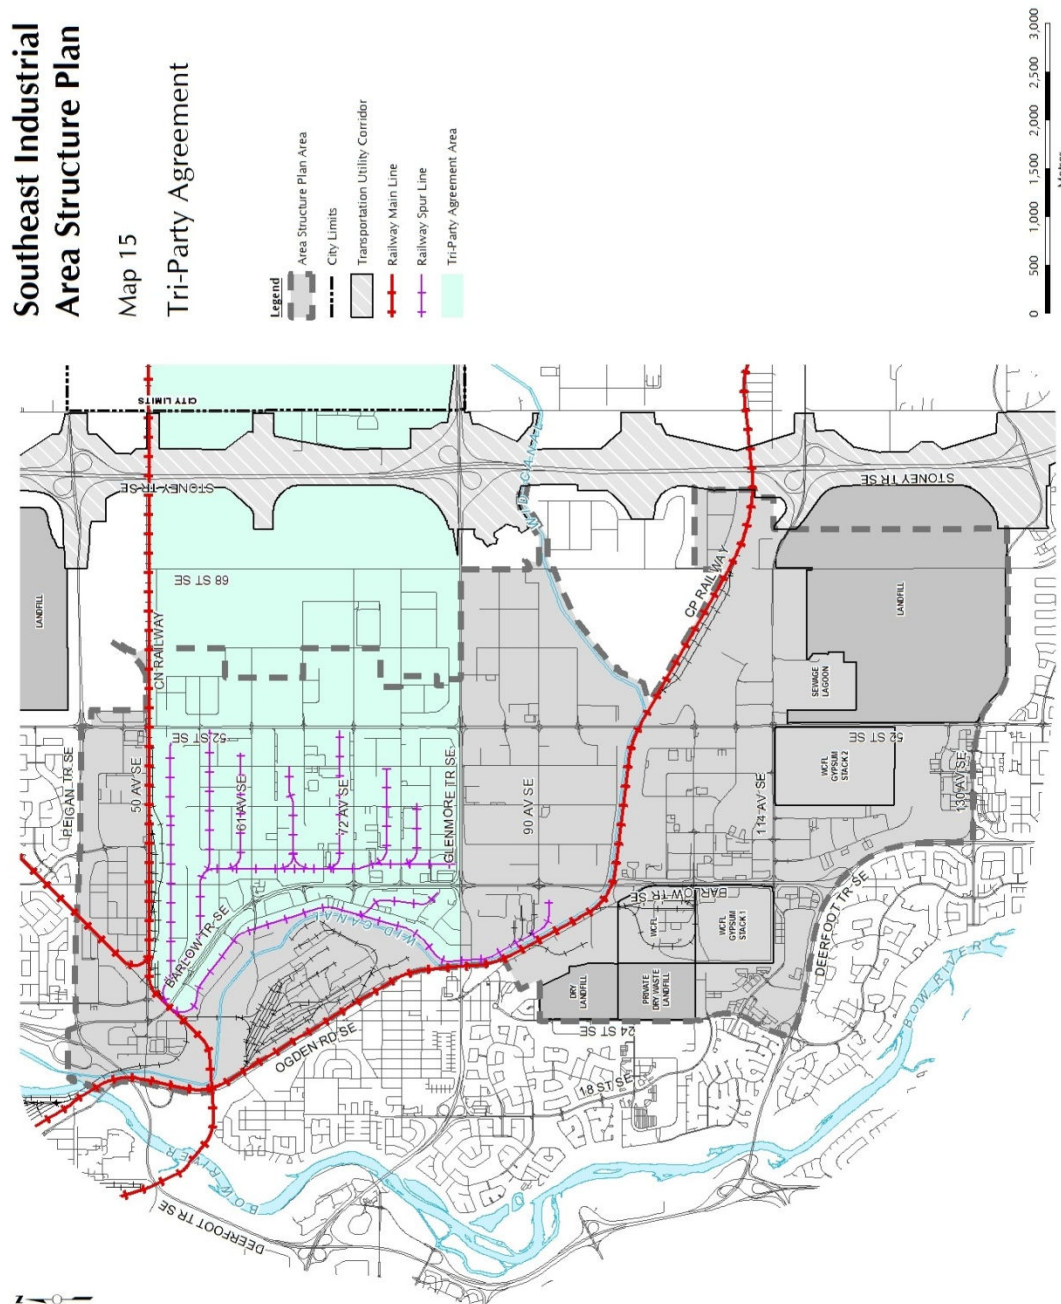 Southeast Industrial
Area Structure Plan
Map 15
Tri-Party Agreement
Legend
Area Structure Plan Area
City Limits
Transportation Utility Corridor
Railway Main Line
Railway Spur Line
Tri-Party Agreement Area
0 500 1,000 1,500 2,000 2,500 3,000
CITY LIMITS
STONEY TR SE
STONEY TR SE
W·I·D CANAL
LANDFILL
68 ST SE
CN RAILWAY
CP RAILWAY
LANDFILL
SEWAGE
LAGOON
PEIGAN TR SE
50 AV SE
52 ST SE
61 AV SE
72 AV SE
GLENMORE TR SE
90 AV SE
114 AV SE
52 ST SE
WCFL
GYPSUM
STACK 2
130 AV SE
BARLOW TR SE
W·I·D CANAL
BARLOW TR SE
WCFL
WCFL
GYPSUM
STACK 1
DRY
LANDFILL
PRIVATE
DRY WASTE
LANDFILL
DEERFOOT TR SE
BOW RIVER
OGDEN RD SE
24 ST SE
18 ST SE
BOW RIVER
DEERFOOT TR SE
N